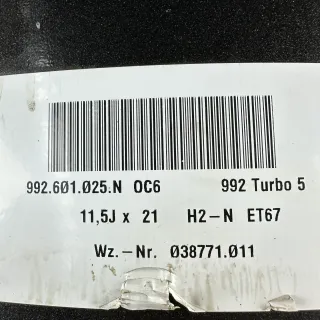 992.601.025.N OC6 992 Turbo 5
11,5J x 21 H2-N ET67
Wz.-Nr. 038771.011